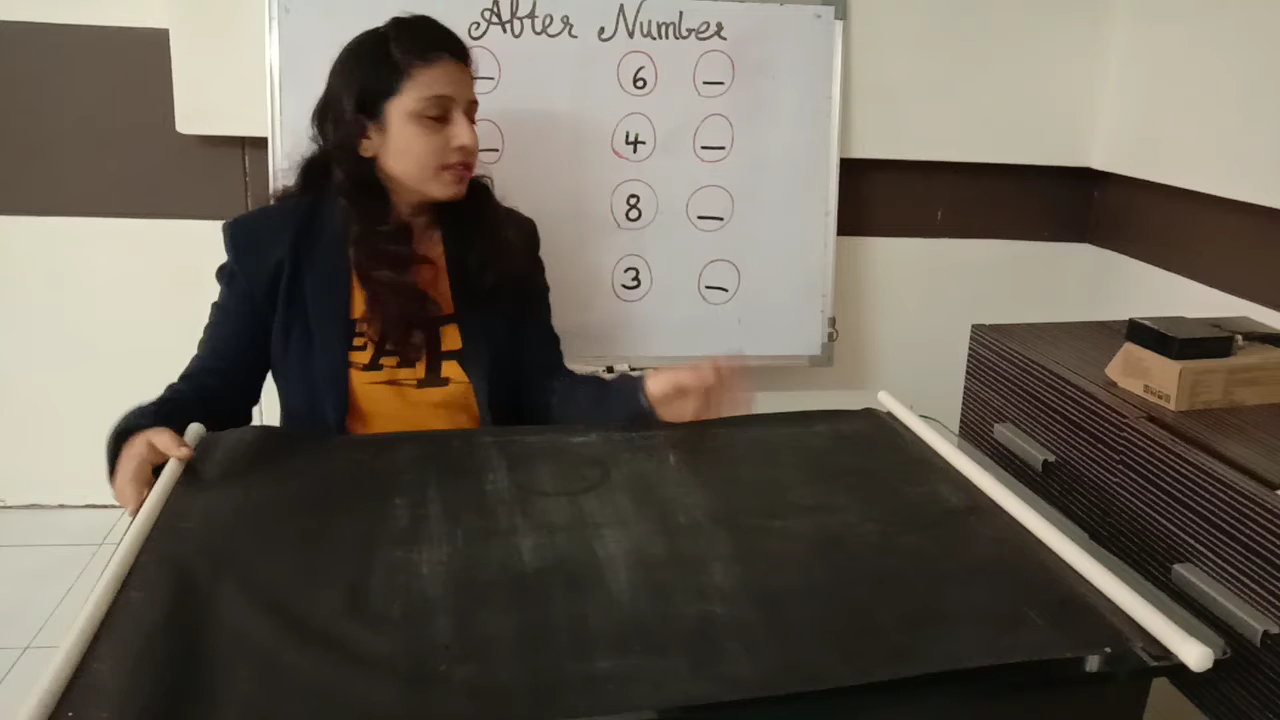 After Number
— 6 —
— 4 —
8 —
3 —